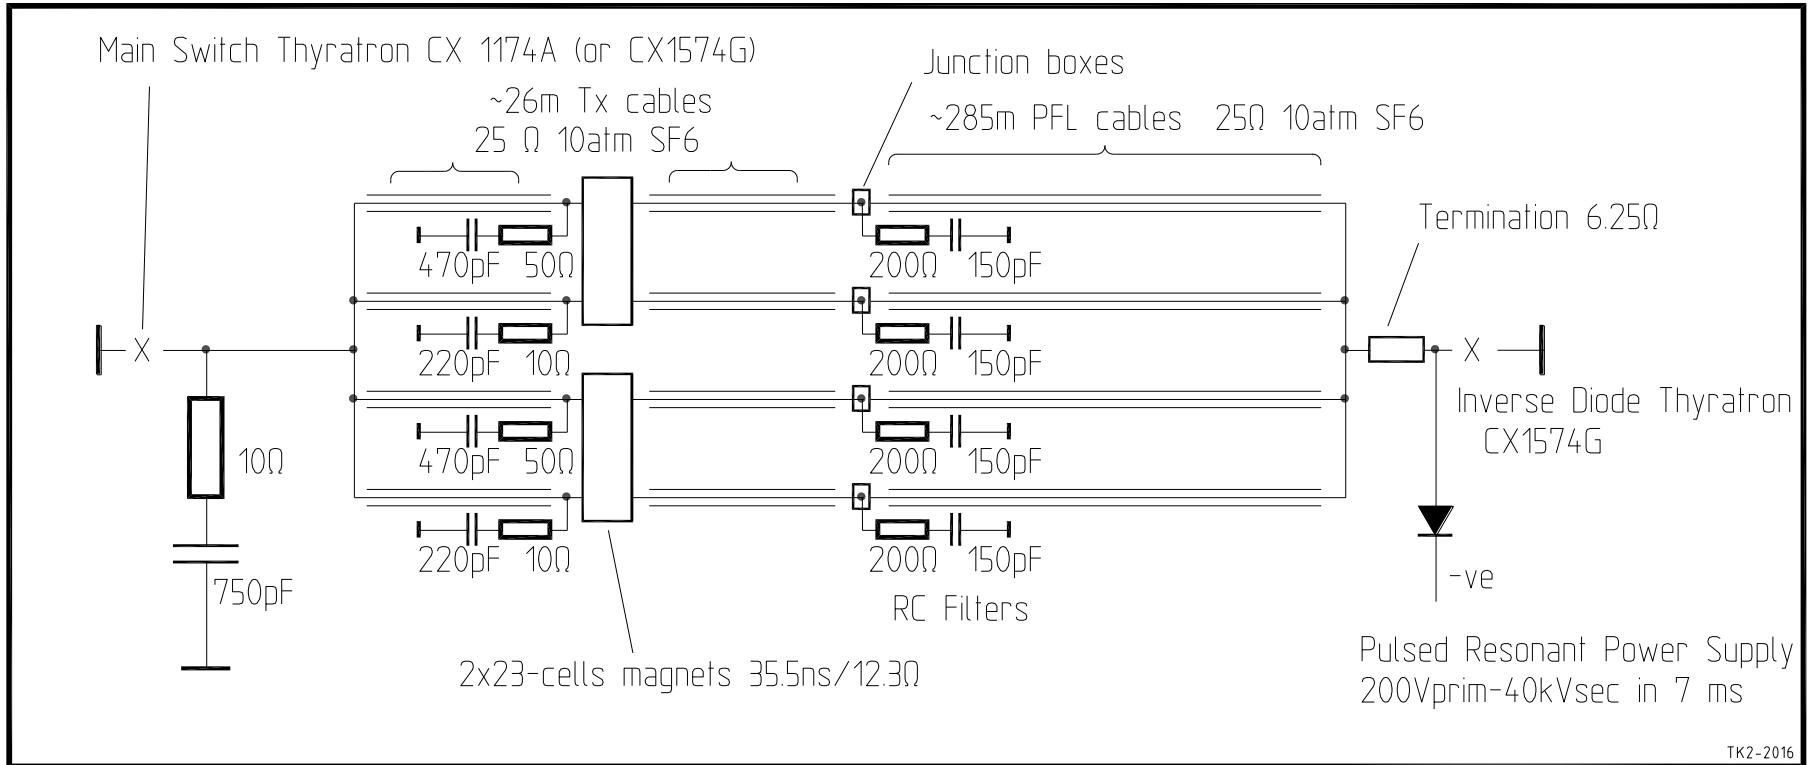 Main Switch Thyratron CX 1174A (or CX1574G)
Junction boxes
~26m Tx cables
25 Ω 10atm SF6
~285m PFL cables 25Ω 10atm SF6
Termination 6.25Ω
470pF 50Ω
200Ω 150pF
220pF 10Ω
200Ω 150pF
X
X
Inverse Diode Thyratron
CX1574G
10Ω
470pF 50Ω
200Ω 150pF
220pF 10Ω
200Ω 150pF
750pF
-ve
RC Filters
2x23-cells magnets 35.5ns/12.3Ω
Pulsed Resonant Power Supply
200Vprim-40kVsec in 7 ms
TK2-2016